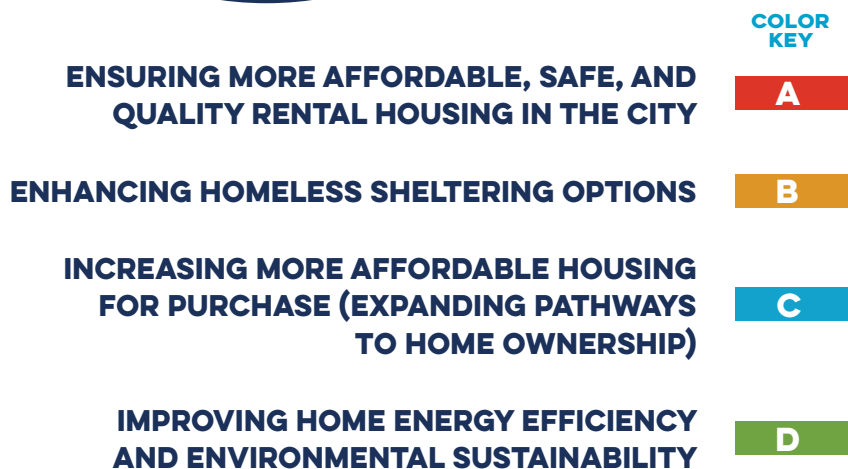 COLOR
KEY
ENSURING MORE AFFORDABLE, SAFE, AND
QUALITY RENTAL HOUSING IN THE CITY
A
ENHANCING HOMELESS SHELTERING OPTIONS
B
INCREASING MORE AFFORDABLE HOUSING
FOR PURCHASE (EXPANDING PATHWAYS
TO HOME OWNERSHIP)
C
IMPROVING HOME ENERGY EFFICIENCY
AND ENVIRONMENTAL SUSTAINABILITY
D